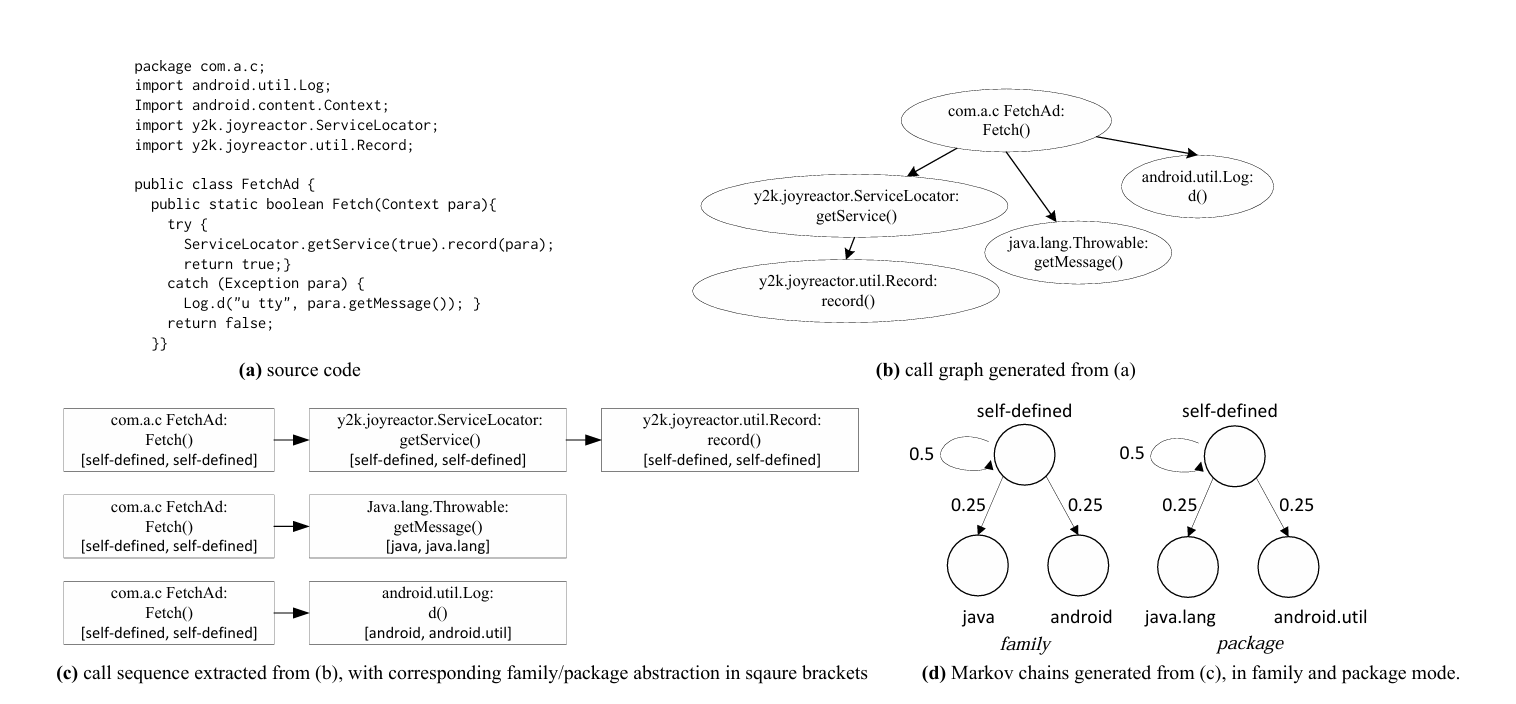 package com.a.c;
import android.util.Log;
Import android.content.Context;
import y2k.joyreactor.ServiceLocator;
import y2k.joyreactor.util.Record;
public class FetchAd {
public static boolean Fetch(Context para){
try {
ServiceLocator.getService(true).record(para);
return true;}
catch (Exception para) {
Log.d("u tty", para.getMessage()); }
return false;
}}
(a) source code
com.a.c FetchAd:
Fetch()
y2k.joyreactor.ServiceLocator:
getService()
y2k.joyreactor.util.Record:
record()
java.lang.Throwable:
getMessage()
android.util.Log:
d()
(b) call graph generated from (a)
com.a.c FetchAd:
Fetch()
[self-defined, self-defined]
y2k.joyreactor.ServiceLocator:
getService()
[self-defined, self-defined]
y2k.joyreactor.util.Record:
record()
[self-defined, self-defined]
com.a.c FetchAd:
Fetch()
[self-defined, self-defined]
Java.lang.Throwable:
getMessage()
[java, java.lang]
com.a.c FetchAd:
Fetch()
[self-defined, self-defined]
android.util.Log:
d()
[android, android.util]
(c) call sequence extracted from (b), with corresponding family/package abstraction in sqaure brackets
self-defined
0.5
0.25
0.25
java
android
family
self-defined
0.5
0.25
0.25
java.lang
android.util
package
(d) Markov chains generated from (c), in family and package mode.